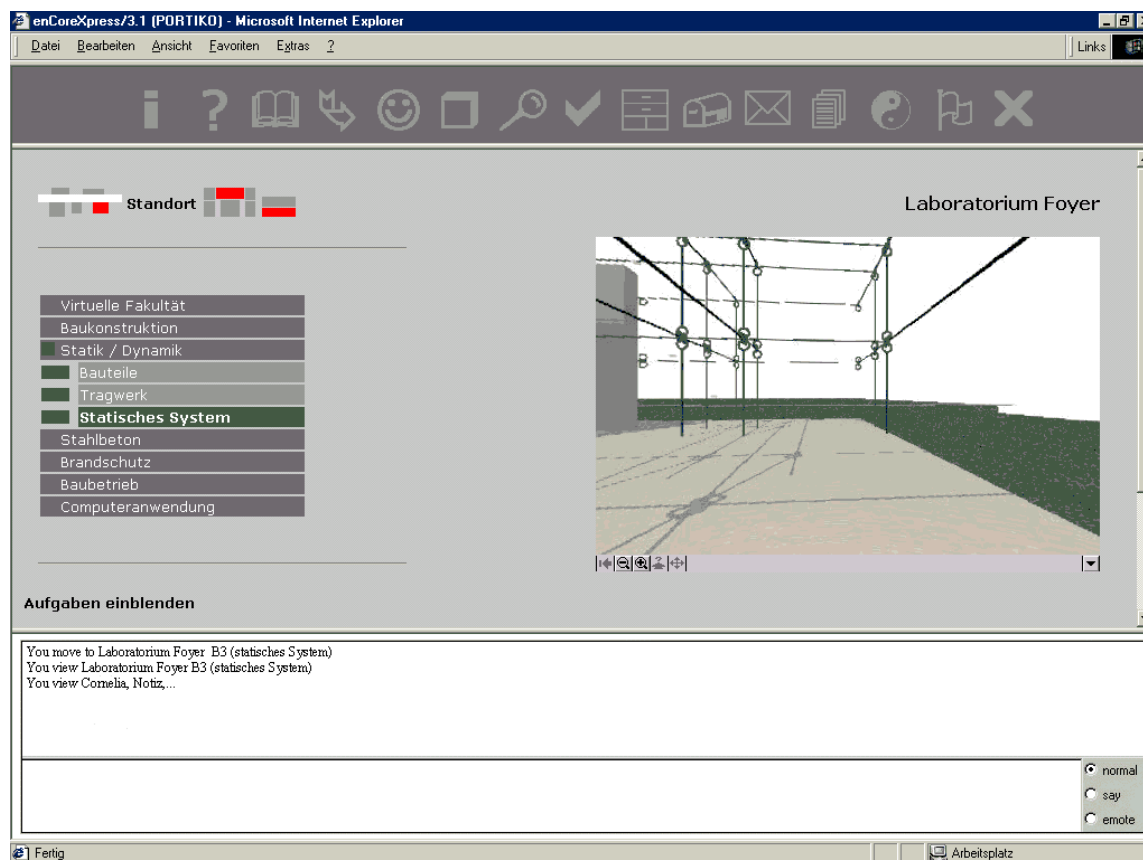 enCoreXpress/3.1 (PORTIKO) - Microsoft Internet Explorer
Datei Bearbeiten Ansicht Favoriten Extras ? Links
Standort
Laboratorium Foyer
Virtuelle Fakultät
Baukonstruktion
Statik / Dynamik
Bauteile
Tragwerk
Statisches System
Stahlbeton
Brandschutz
Baubetrieb
Computeranwendung
Aufgaben einblenden
You move to Laboratorium Foyer B3 (statisches System)
You view Laboratorium Foyer B3 (statisches System)
You view Cornelia, Notiz,...
normal
say
emote
Fertig Arbeitsplatz